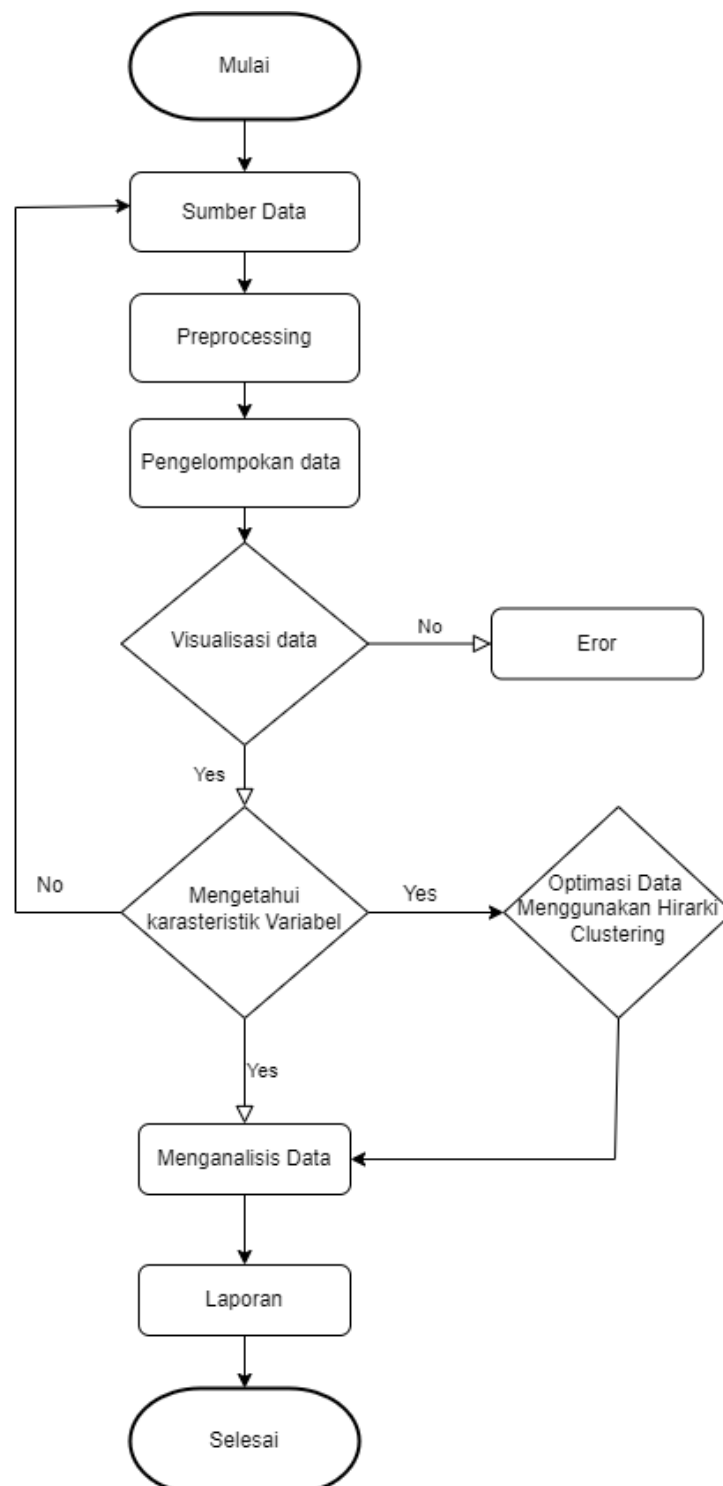 Mulai
Sumber Data
Preprocessing
Pengelompokan data
Visualisasi data
No
Eror
Yes
No
Mengetahui
karasteristik Variabel
Yes
Optimasi Data
Menggunakan Hirarki
Clustering
Yes
Menganalisis Data
Laporan
Selesai